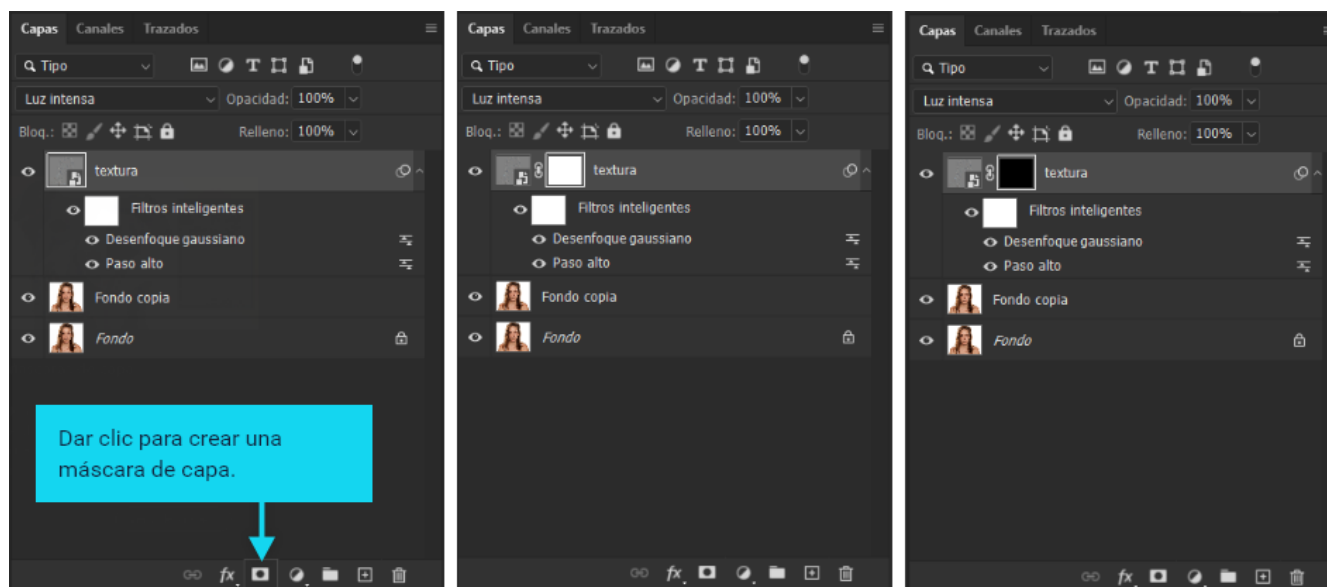 Capas Canales Trazados
Tipo
Luz intensa Opacidad: 100%
Bloq.: Relleno: 100%
textura
Filtros inteligentes
Desenfoque gaussiano
Paso alto
Fondo copia
Fondo
Dar clic para crear una
máscara de capa.
fx
Capas Canales Trazados
Tipo
Luz intensa Opacidad: 100%
Bloq.: Relleno: 100%
textura
Filtros inteligentes
Desenfoque gaussiano
Paso alto
Fondo copia
Fondo
fx
Capas Canales Trazados
Tipo
Luz intensa Opacidad: 100%
Bloq.: Relleno: 100%
textura
Filtros inteligentes
Desenfoque gaussiano
Paso alto
Fondo copia
Fondo
fx